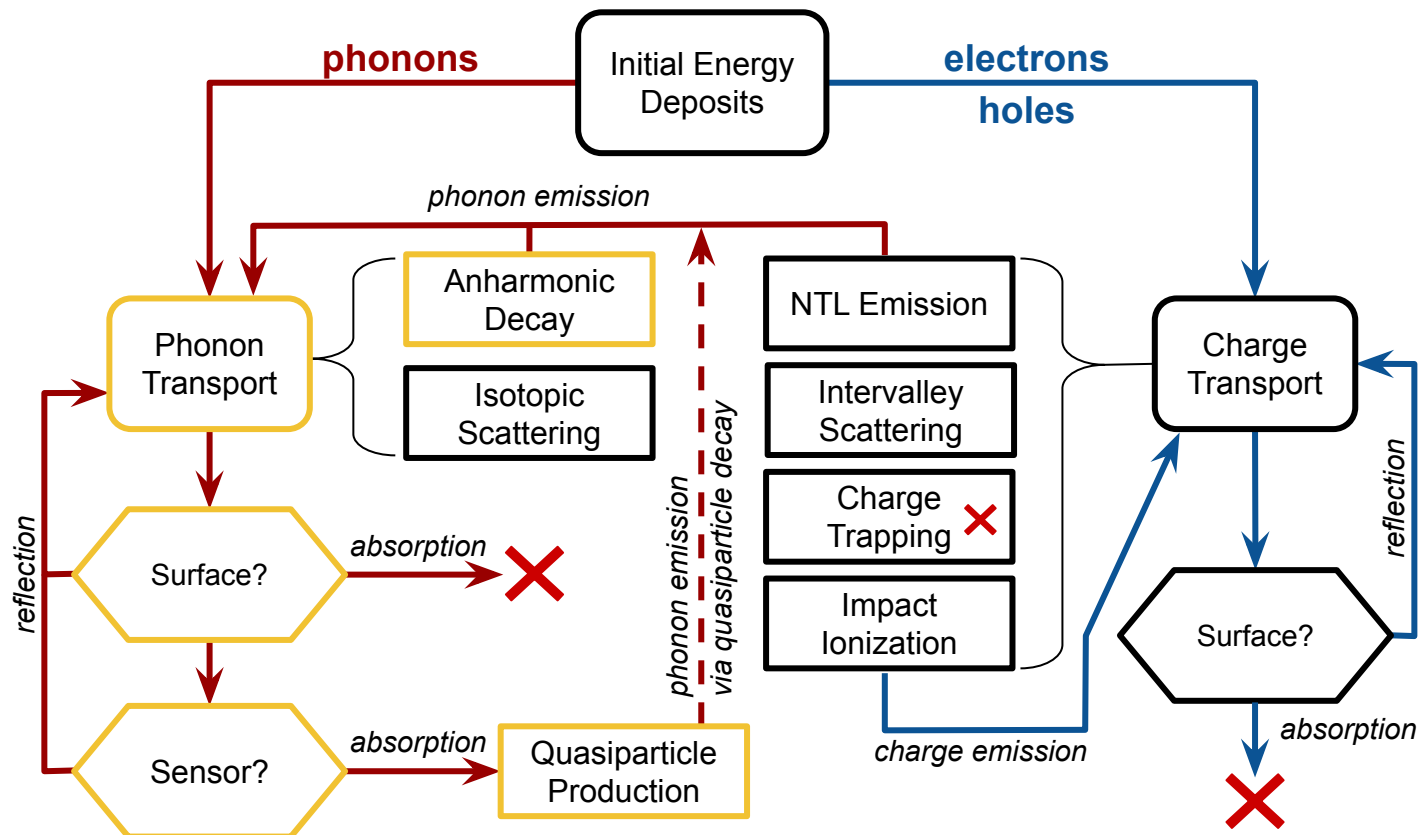 phonons
Initial Energy
Deposits
electrons
holes
phonon emission
Anharmonic
Decay
NTL Emission
Phonon
Transport
Charge
Transport
Isotopic
Scattering
Intervalley
Scattering
phonon emission
via quasiparticle decay
Charge
Trapping
reflection
reflection
Surface?
absorption
Impact
Ionization
Surface?
Sensor?
absorption
Quasiparticle
Production
charge emission
absorption